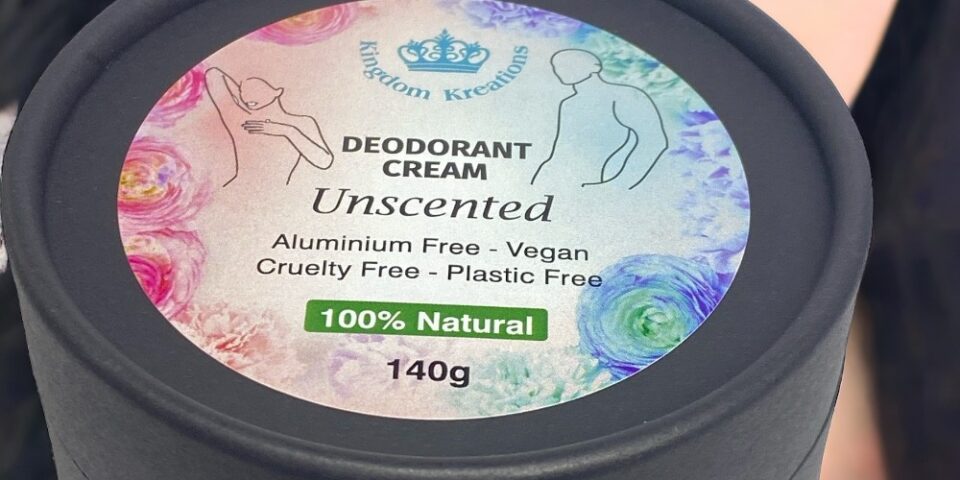 Kingdom Kreations
DEODORANT
CREAM
Unscented
Aluminium Free - Vegan
Cruelty Free - Plastic Free
100% Natural
140g